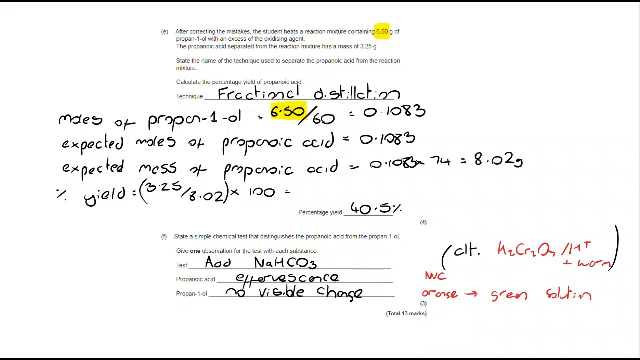 (e) After correcting the mistakes, the student heats a reaction mixture containing 6.50 g of
propan-1-ol with an excess of the oxidising agent.
The propanoic acid separated from the reaction mixture has a mass of 3.25 g
State the name of the technique used to separate the propanoic acid from the reaction
mixture.
Calculate the percentage yield of propanoic acid.
Technique Fractional distillation
moles of propan-1-ol = 6.50/60 = 0.1083
expected moles of propanoic acid = 0.1083
expected mass of propanoic acid = 0.1083 × 74 = 8.02g
% yield = (3.25/8.02) × 100 =
Percentage yield 40.5%
(4)
(f) State a simple chemical test that distinguishes the propanoic acid from the propan-1-ol.
Give one observation for the test with each substance.
Test Add NaHCO3
Propanoic acid effervescence
Propan-1-ol no visible change
(3)
(Total 13 marks)
(alt. K2Cr2O7/H+
+ warm)
NVC
orange → green solution